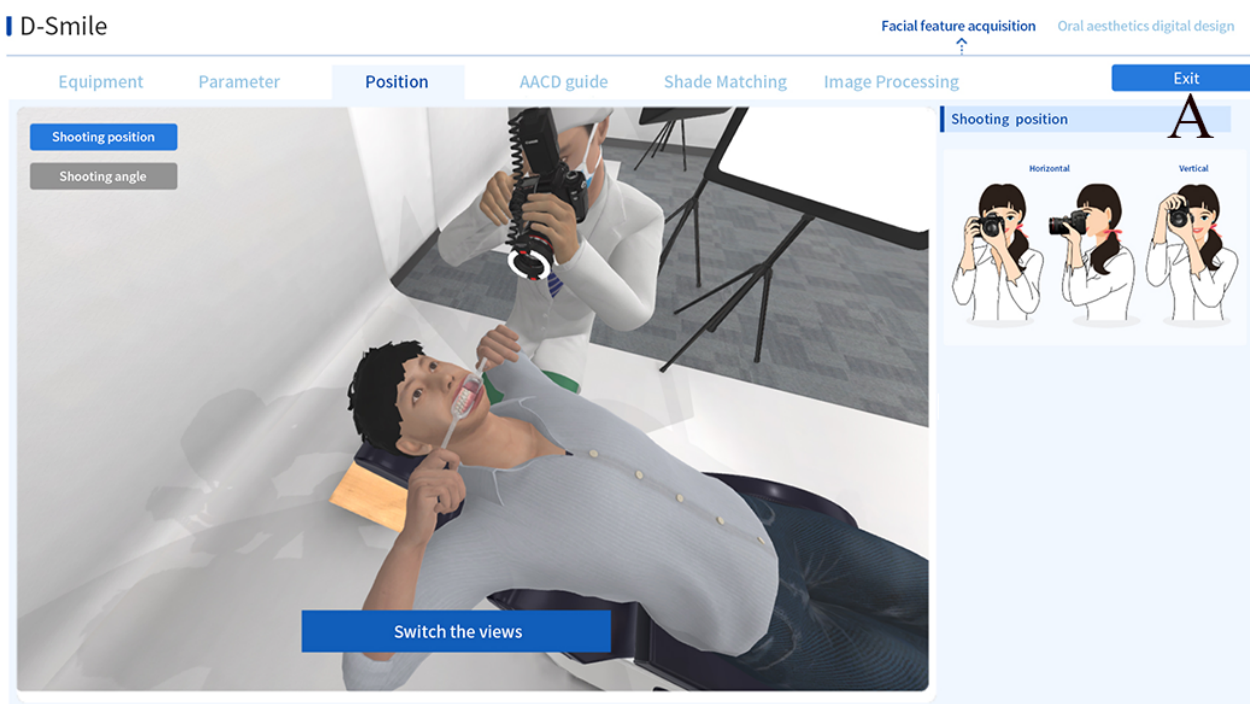 D-Smile
Facial feature acquisition
Oral aesthetics digital design
Equipment
Parameter
Position
AACD guide
Shade Matching
Image Processing
Exit
A
Shooting position
Shooting angle
Shooting position
Horizontal
Vertical
Switch the views